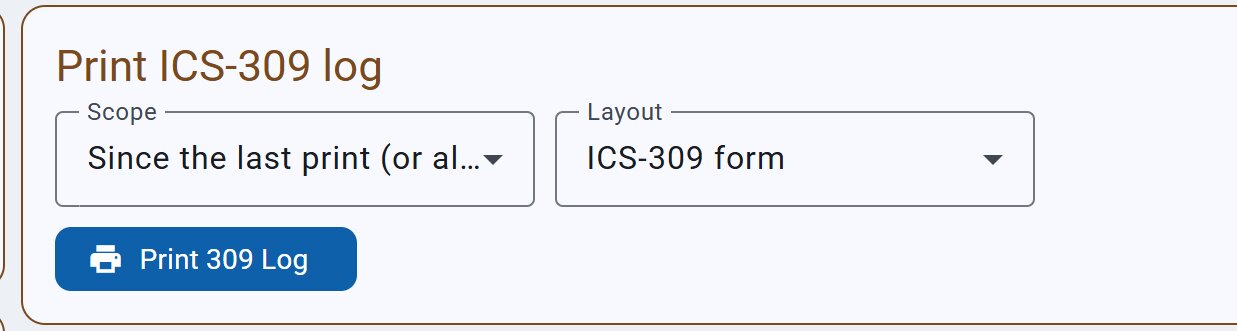 Print ICS-309 log
Scope
Since the last print (or al...
Layout
ICS-309 form
Print 309 Log